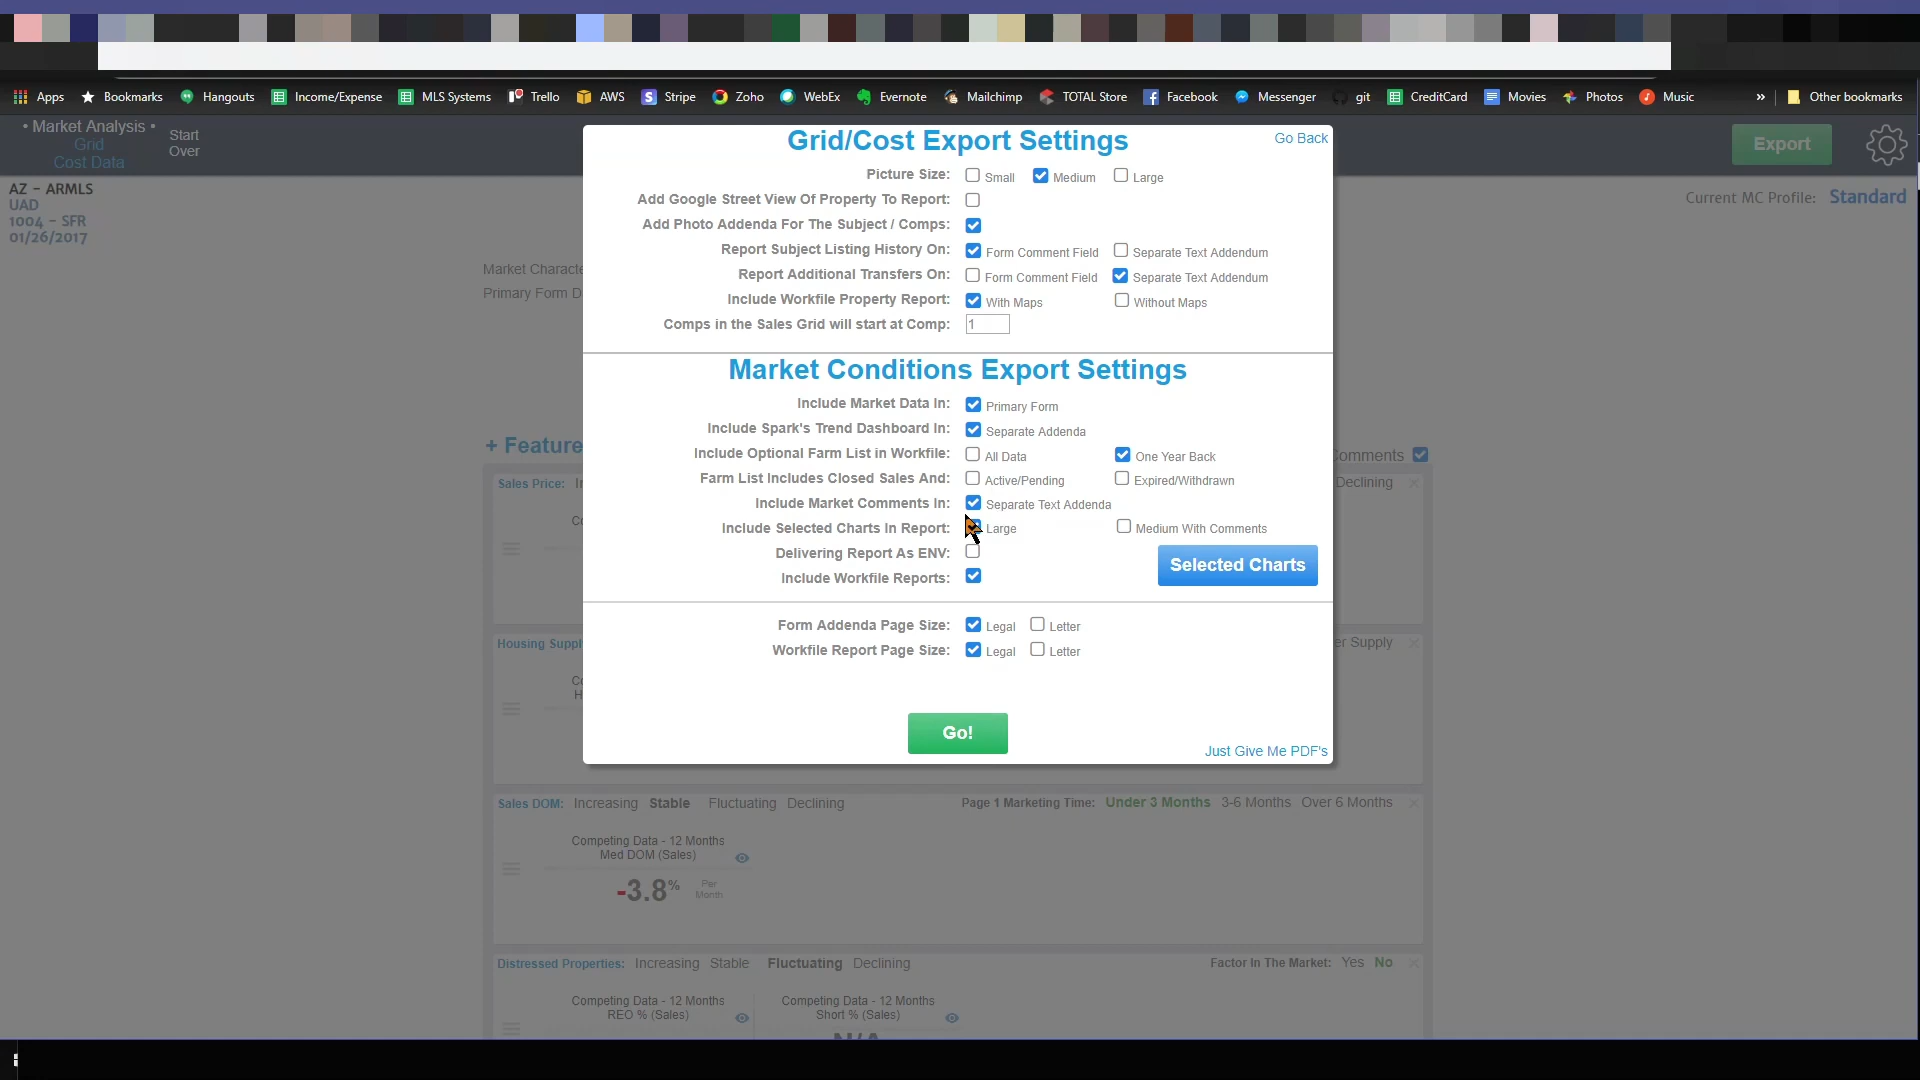 Apps Bookmarks Hangouts Income/Expense MLS Systems Trello AWS Stripe Zoho WebEx Evernote Mailchimp TOTAL Store Facebook Messenger git CreditCard Movies Photos Music » Other bookmarks
• Market Analysis •
Grid
Cost Data
Start
Over
Export
AZ - ARMLS
UAD
1004 - SFR
01/26/2017
Current MC Profile: Standard
Grid/Cost Export Settings
Go Back
Picture Size: Small Medium Large
Add Google Street View Of Property To Report:
Add Photo Addenda For The Subject / Comps:
Report Subject Listing History On: Form Comment Field Separate Text Addendum
Report Additional Transfers On: Form Comment Field Separate Text Addendum
Include Workfile Property Report: With Maps Without Maps
Comps in the Sales Grid will start at Comp: 1
Market Conditions Export Settings
Include Market Data In: Primary Form
Include Spark's Trend Dashboard In: Separate Addenda
Include Optional Farm List in Workfile: All Data One Year Back
Farm List Includes Closed Sales And: Active/Pending Expired/Withdrawn
Include Market Comments In: Separate Text Addenda
Include Selected Charts In Report: Large Medium With Comments
Delivering Report As ENV:
Selected Charts
Include Workfile Reports:
Form Addenda Page Size: Legal Letter
Workfile Report Page Size: Legal Letter
Go!
Just Give Me PDF's
Market Characte
Primary Form D
+ Feature
omments
Sales Price: Declining
Housing Suppl er Supply
Sales DOM: Increasing Stable Fluctuating Declining Page 1 Marketing Time: Under 3 Months 3-6 Months Over 6 Months
Competing Data - 12 Months
Med DOM (Sales)
-3.8% Per Month
Distressed Properties: Increasing Stable Fluctuating Declining Factor In The Market: Yes No
Competing Data - 12 Months Competing Data - 12 Months
REO % (Sales) Short % (Sales)
N/A